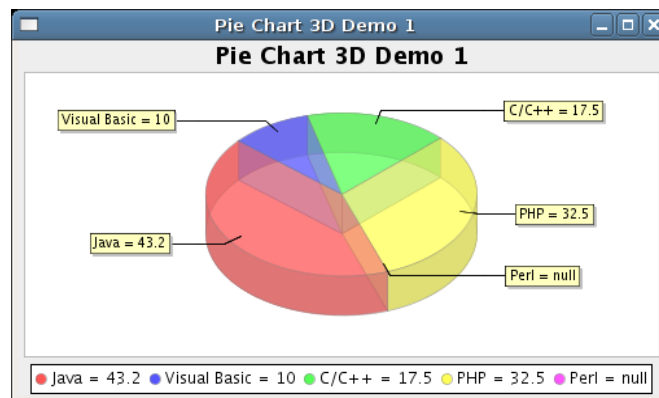 Pie Chart 3D Demo 1
Pie Chart 3D Demo 1
Visual Basic = 10
C/C++ = 17.5
PHP = 32.5
Java = 43.2
Perl = null
Java = 43.2 Visual Basic = 10 C/C++ = 17.5 PHP = 32.5 Perl = null